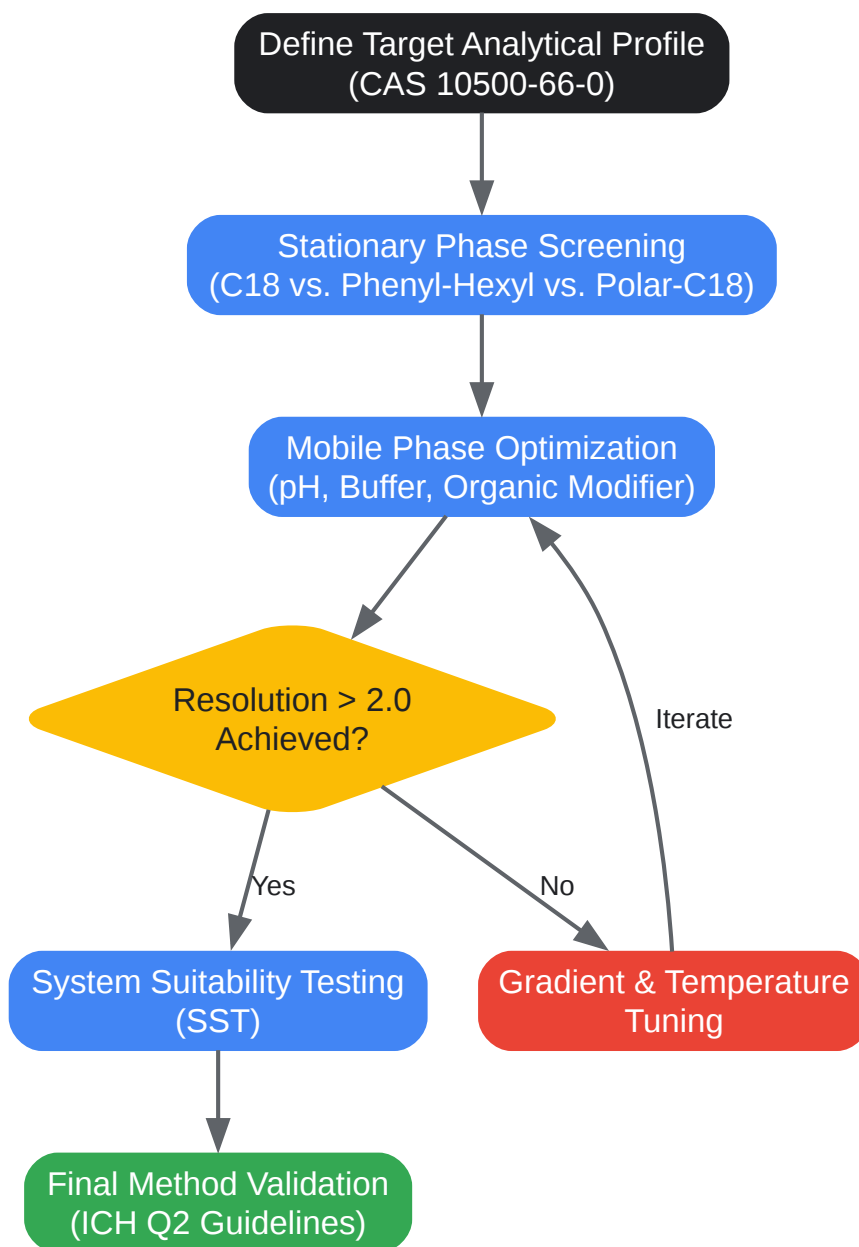 Define Target Analytical Profile
(CAS 10500-66-0)
Stationary Phase Screening
(C18 vs. Phenyl-Hexyl vs. Polar-C18)
Mobile Phase Optimization
(pH, Buffer, Organic Modifier)
Resolution > 2.0
Achieved?
Iterate
Yes
No
System Suitability Testing
(SST)
Gradient & Temperature
Tuning
Final Method Validation
(ICH Q2 Guidelines)